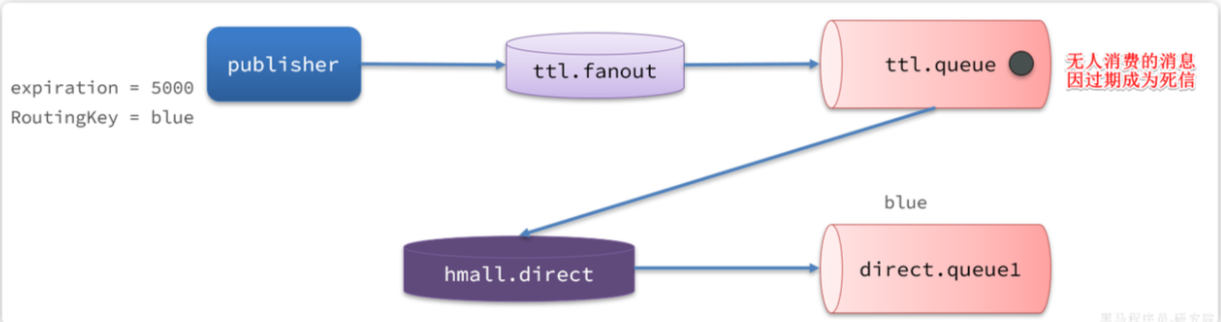 publisher
ttl.fanout
ttl.queue
无人消费的消息
因过期成为死信
expiration = 5000
RoutingKey = blue
blue
hmall.direct
direct.queue1